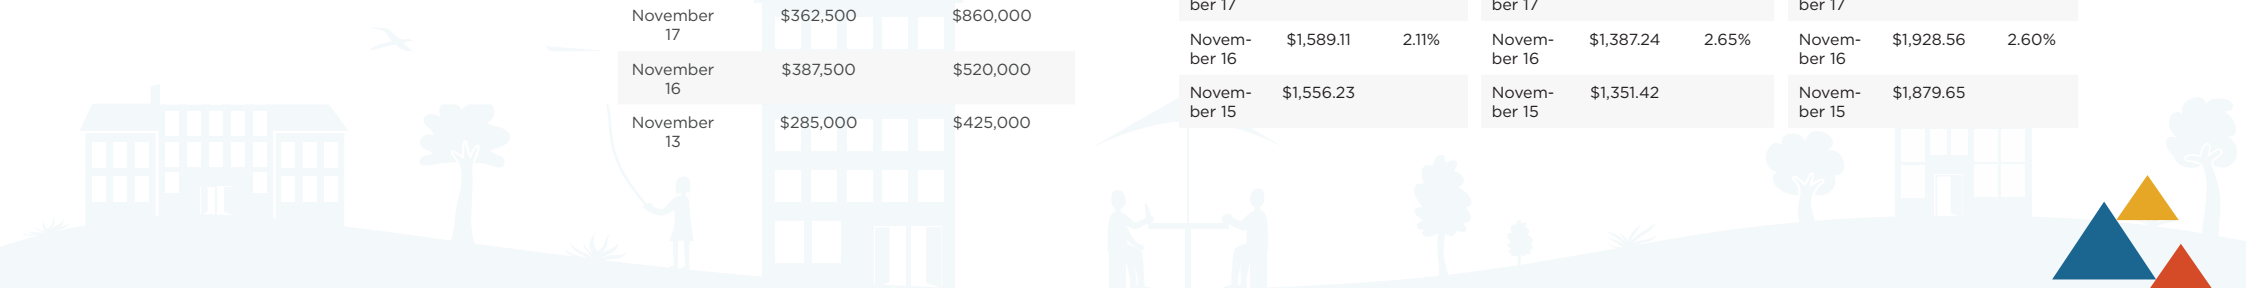 November $362,500 $860,000
17
November $387,500 $520,000
16
November $285,000 $425,000
13
ber 17
Novem- $1,589.11 2.11%
ber 16
Novem- $1,556.23
ber 15
ber 17
Novem- $1,387.24 2.65%
ber 16
Novem- $1,351.42
ber 15
ber 17
Novem- $1,928.56 2.60%
ber 16
Novem- $1,879.65
ber 15